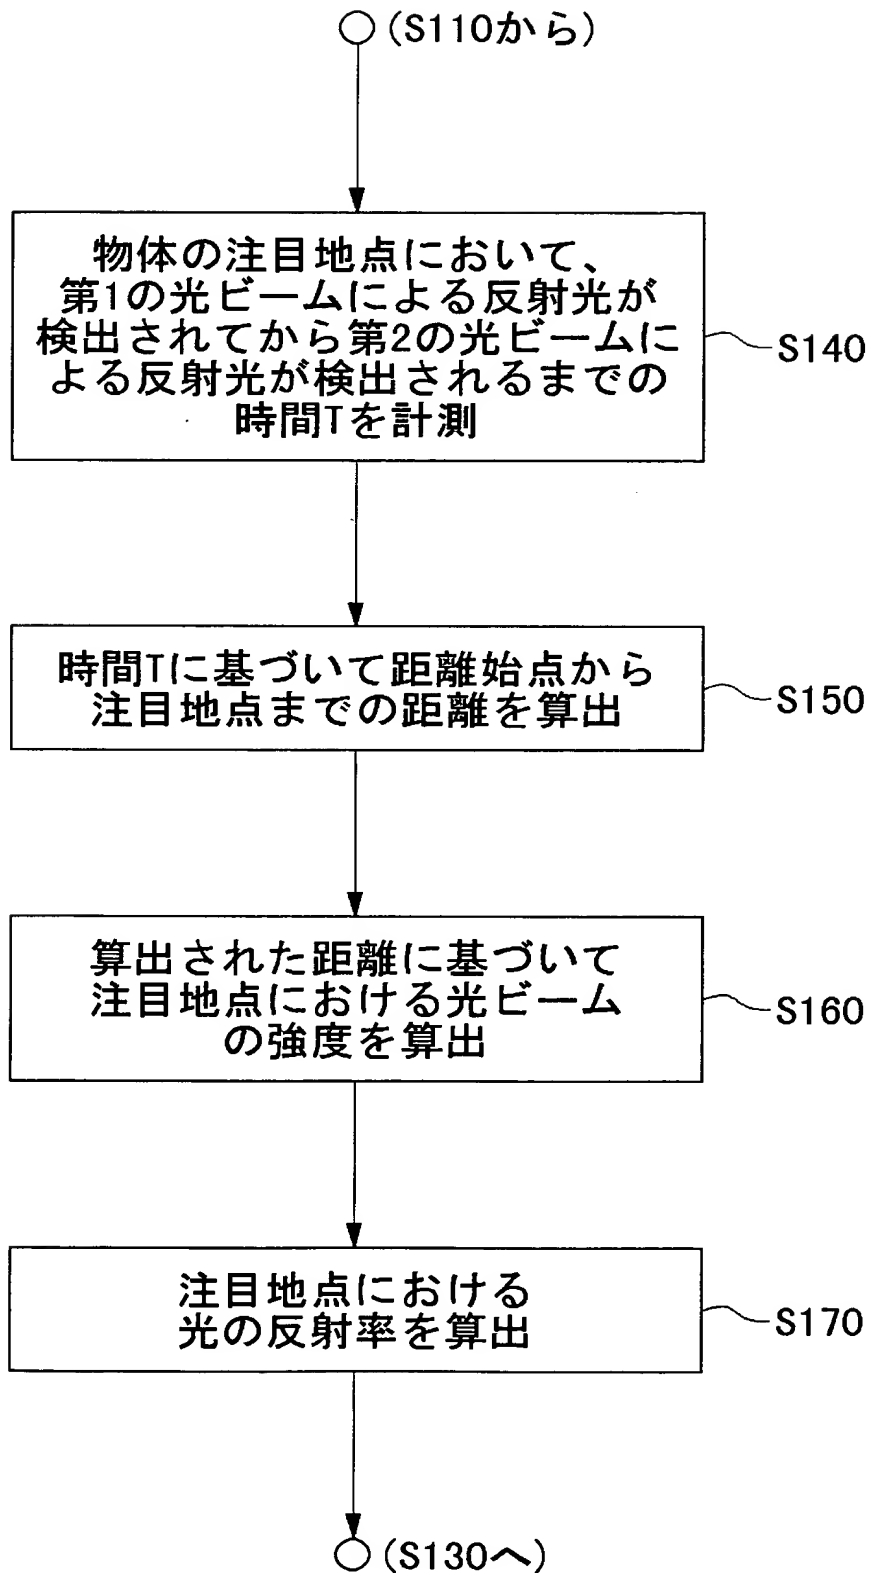 (S110から)
物体の注目地点において、
第1の光ビームによる反射光が
検出されてから第2の光ビームに
よる反射光が検出されるまでの
時間Tを計測
S140
時間Tに基づいて距離始点から
注目地点までの距離を算出
S150
算出された距離に基づいて
注目地点における光ビーム
の強度を算出
S160
注目地点における
光の反射率を算出
S170
(S130へ)